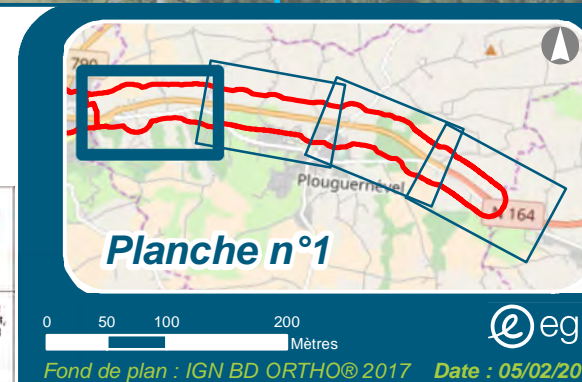 790
Plouguernével
N 164
Planche n°1
0 50 100 200
Mètres
eg
Fond de plan : IGN BD ORTHO® 2017 Date : 05/02/20